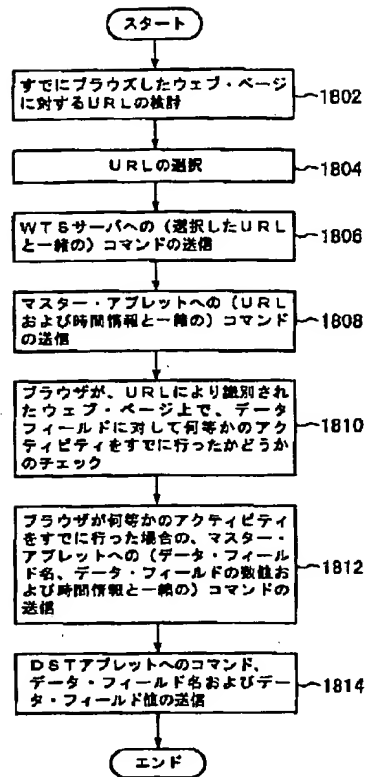 スタート
すでにブラウズしたウェブ・ページ
に対するURLの検討
1802
URLの選択
1804
WTSサーバへの(選択したURL
と一緒の)コマンドの送信
1806
マスター・アプレットへの(URL
および時間情報と一緒の)コマンド
の送信
1808
ブラウザが、URLにより識別され
たウェブ・ページ上で、データ
フィールドに対して何等かのアク
ティビティをすでに行ったかどうか
のチェック
1810
ブラウザが何等かのアクティビティ
をすでに行った場合の、マスター・
アプレットへの(データ・フィール
ド名、データ・フィールドの数値お
よび時間情報と一緒の)コマンドの
送信
1812
DSTアプレットへのコマンド、
データ・フィールド名およびデー
タ・フィールド値の送信
1814
エンド